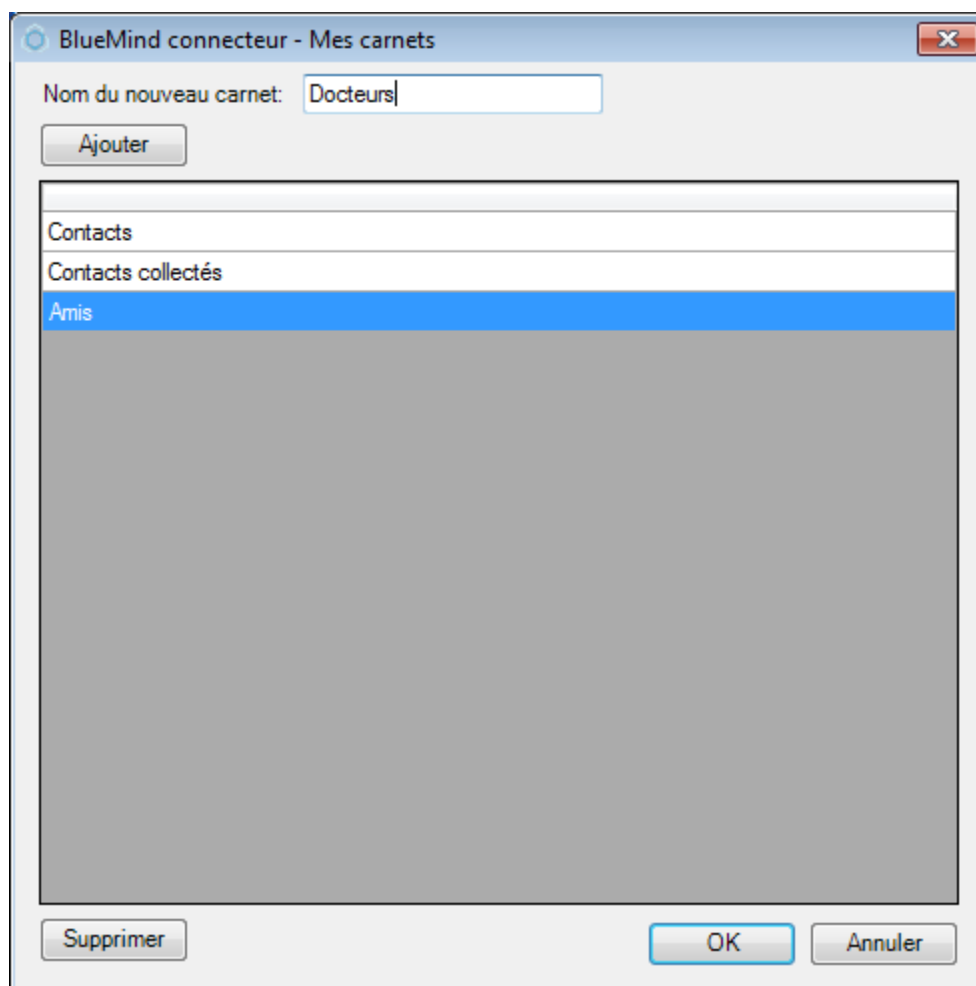 BlueMind connecteur - Mes carnets
Nom du nouveau carnet: Docteurs
Ajouter
Contacts
Contacts collectés
Amis
Supprimer OK Annuler